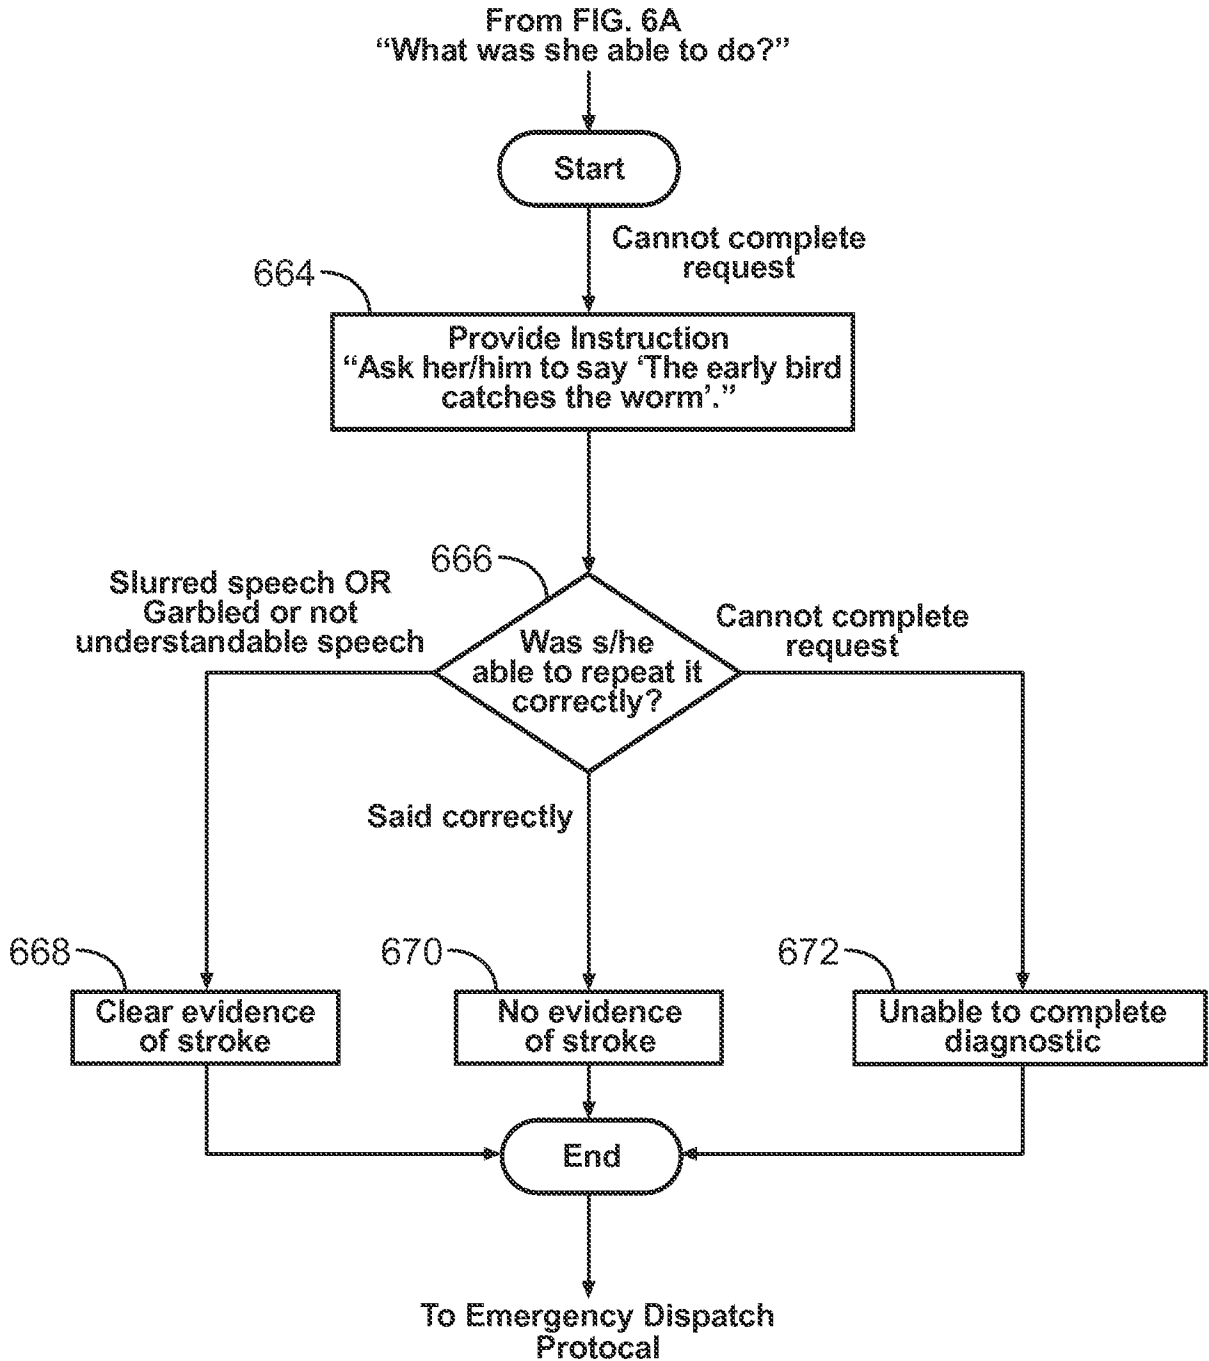 From FIG. 6A
“What was she able to do?”
Start
Cannot complete
request
664
Provide Instruction
“Ask her/him to say ‘The early bird
catches the worm’.”
666
Slurred speech OR
Garbled or not
understandable speech
Was s/he
able to repeat it
correctly?
Cannot complete
request
Said correctly
668
Clear evidence
of stroke
670
No evidence
of stroke
672
Unable to complete
diagnostic
End
To Emergency Dispatch
Protocal